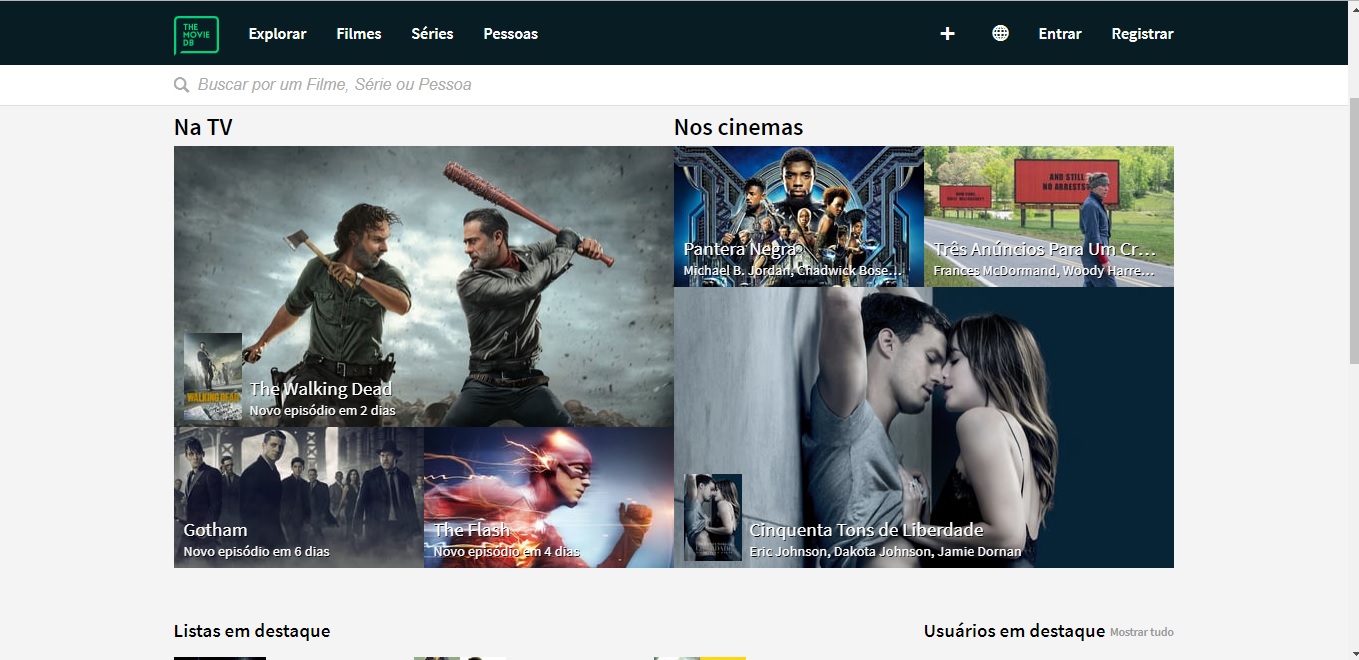 THE
MOVIE
DB
Explorar Filmes Séries Pessoas
+ Entrar Registrar
Buscar por um Filme, Série ou Pessoa
Na TV
WALKING DEAD
The Walking Dead
Novo episódio em 2 dias
Gotham
Novo episódio em 6 dias
The Flash
Novo episódio em 4 dias
Nos cinemas
Pantera Negra
Michael B. Jordan, Chadwick Bose...
AND STILL
NO ARRESTS
Três Anúncios Para Um Cr...
Frances McDormand, Woody Harre...
Cinquenta Tons de Liberdade
Eric Johnson, Dakota Johnson, Jamie Dornan
Listas em destaque
Usuários em destaque Mostrar tudo